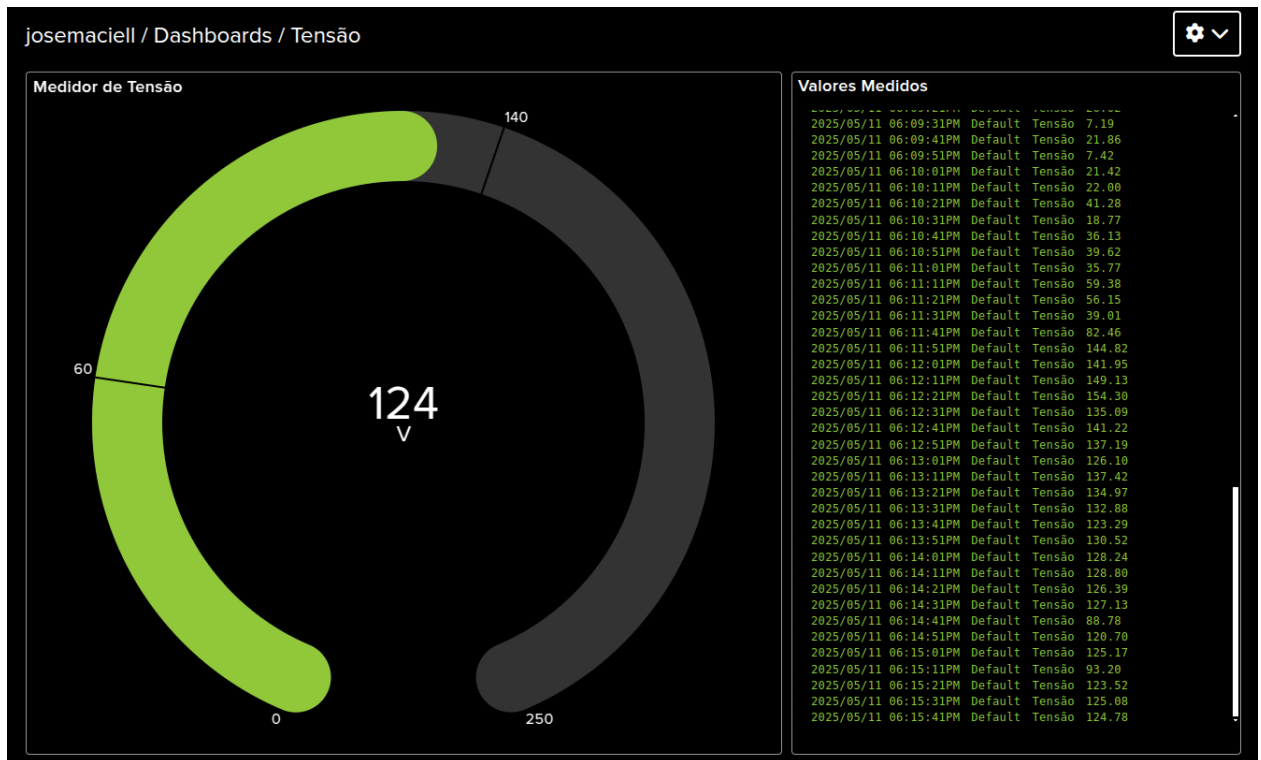 josemaciell / Dashboards / Tensão
Medidor de Tensão
140
60
124
V
0
250
Valores Medidos
2025/05/11 06:09:31PM Default Tensão 7.19
2025/05/11 06:09:41PM Default Tensão 21.86
2025/05/11 06:09:51PM Default Tensão 7.42
2025/05/11 06:10:01PM Default Tensão 21.42
2025/05/11 06:10:11PM Default Tensão 22.00
2025/05/11 06:10:21PM Default Tensão 41.28
2025/05/11 06:10:31PM Default Tensão 18.77
2025/05/11 06:10:41PM Default Tensão 36.13
2025/05/11 06:10:51PM Default Tensão 39.62
2025/05/11 06:11:01PM Default Tensão 35.77
2025/05/11 06:11:11PM Default Tensão 59.38
2025/05/11 06:11:21PM Default Tensão 56.15
2025/05/11 06:11:31PM Default Tensão 39.01
2025/05/11 06:11:41PM Default Tensão 82.46
2025/05/11 06:11:51PM Default Tensão 144.82
2025/05/11 06:12:01PM Default Tensão 141.95
2025/05/11 06:12:11PM Default Tensão 149.13
2025/05/11 06:12:21PM Default Tensão 154.30
2025/05/11 06:12:31PM Default Tensão 135.09
2025/05/11 06:12:41PM Default Tensão 141.22
2025/05/11 06:12:51PM Default Tensão 137.19
2025/05/11 06:13:01PM Default Tensão 126.10
2025/05/11 06:13:11PM Default Tensão 137.42
2025/05/11 06:13:21PM Default Tensão 134.97
2025/05/11 06:13:31PM Default Tensão 132.88
2025/05/11 06:13:41PM Default Tensão 123.29
2025/05/11 06:13:51PM Default Tensão 130.52
2025/05/11 06:14:01PM Default Tensão 128.24
2025/05/11 06:14:11PM Default Tensão 128.80
2025/05/11 06:14:21PM Default Tensão 126.39
2025/05/11 06:14:31PM Default Tensão 127.13
2025/05/11 06:14:41PM Default Tensão 88.78
2025/05/11 06:14:51PM Default Tensão 120.70
2025/05/11 06:15:01PM Default Tensão 125.17
2025/05/11 06:15:11PM Default Tensão 93.20
2025/05/11 06:15:21PM Default Tensão 123.52
2025/05/11 06:15:31PM Default Tensão 125.08
2025/05/11 06:15:41PM Default Tensão 124.78